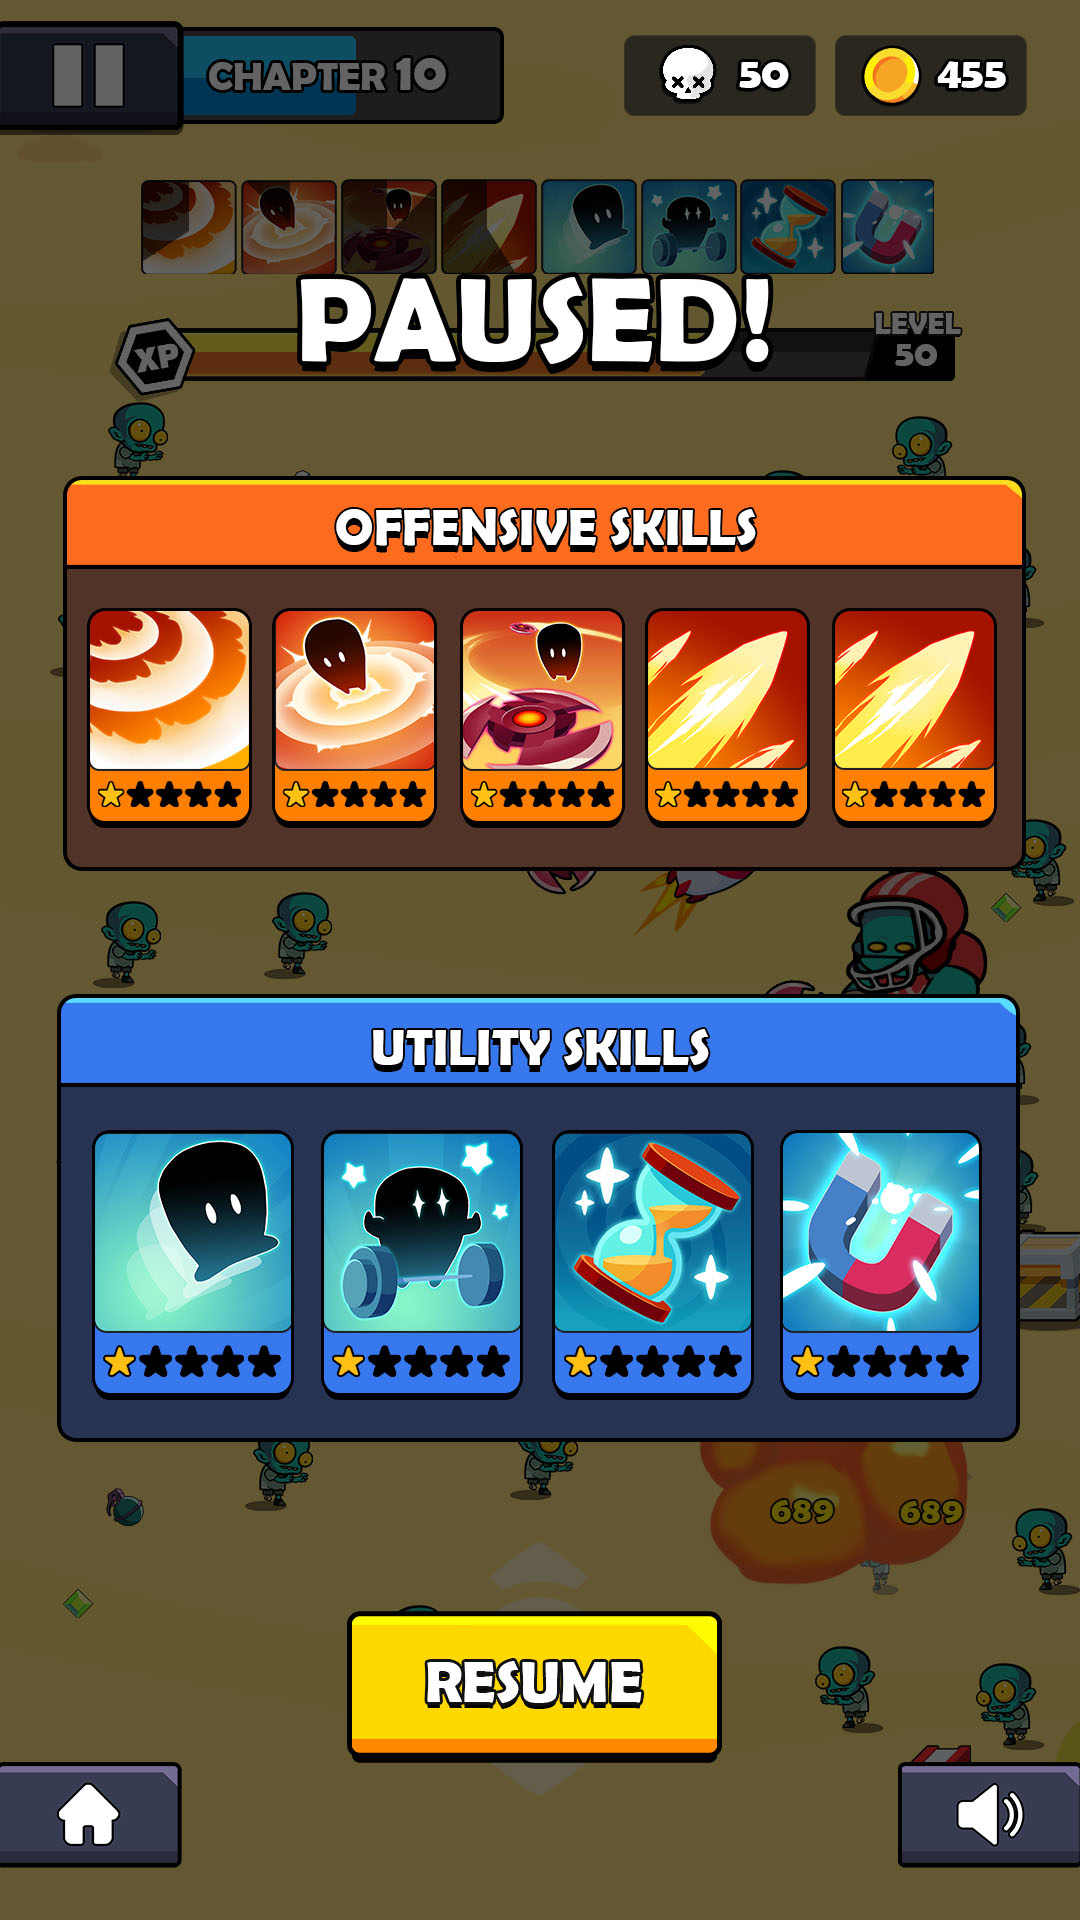 CHAPTER 10
50
455
PAUSED!
XP
LEVEL
50
OFFENSIVE SKILLS
UTILITY SKILLS
689
689
RESUME